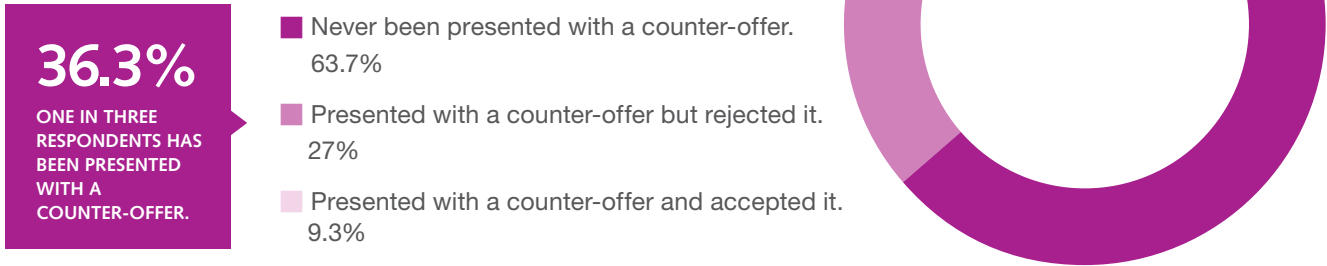 36.3%
ONE IN THREE
RESPONDENTS HAS
BEEN PRESENTED
WITH A
COUNTER-OFFER.
Never been presented with a counter-offer.
63.7%
Presented with a counter-offer but rejected it.
27%
Presented with a counter-offer and accepted it.
9.3%